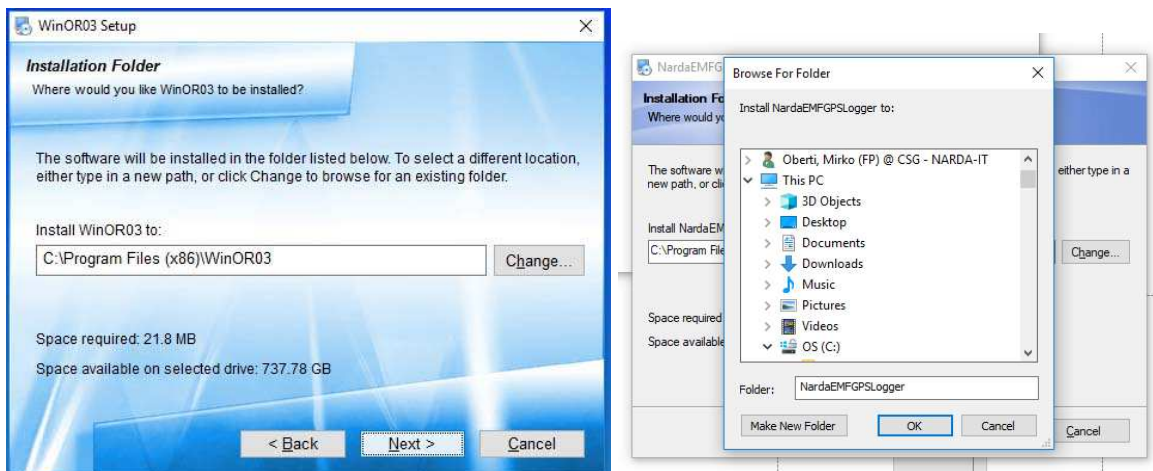 WinOR03 Setup
Installation Folder
Where would you like WinOR03 to be installed?
The software will be installed in the folder listed below. To select a different location,
either type in a new path, or click Change to browse for an existing folder.
Install WinOR03 to:
C:\Program Files (x86)\WinOR03
Change...
Space required: 21.8 MB
Space available on selected drive: 737.78 GB
< Back
Next >
Cancel
NardaEMFG
Installation Fo
Where would yo
The software w
either type in a
new path, or clic
Install NardaEM
C:\Program File
Change...
Space required
Space available
Cancel
Browse For Folder
Install NardaEMFGPSLogger to:
Oberti, Mirko (FP) @ CSG - NARDA-IT
This PC
3D Objects
Desktop
Documents
Downloads
Music
Pictures
Videos
OS (C:)
Folder:
NardaEMFGPSLogger
Make New Folder
OK
Cancel